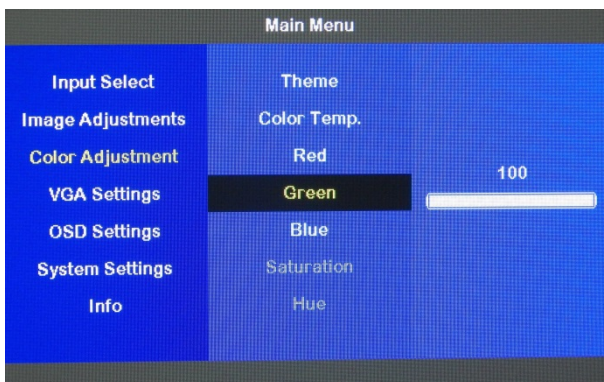 Main Menu
Input Select
Image Adjustments
Color Adjustment
VGA Settings
OSD Settings
System Settings
Info
Theme
Color Temp.
Red
Green
Blue
Saturation
Hue
100